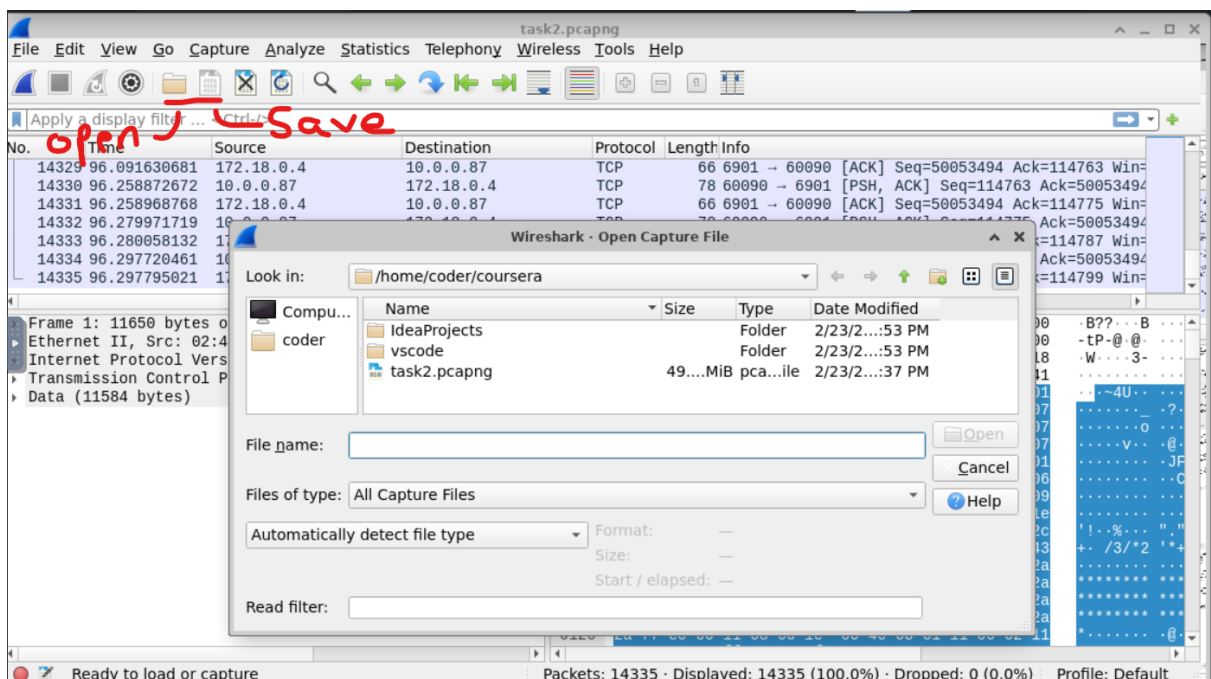 task2.pcapng
File Edit View Go Capture Analyze Statistics Telephony Wireless Tools Help
Apply a display filter ... <Ctrl-/>
open
Save
No. Time Source Destination Protocol Length Info
14329 96.091630681 172.18.0.4 10.0.0.87 TCP 66 6901 → 60090 [ACK] Seq=50053494 Ack=114763 Win=
14330 96.258872672 10.0.0.87 172.18.0.4 TCP 78 60090 → 6901 [PSH, ACK] Seq=114763 Ack=50053494
14331 96.258968768 172.18.0.4 10.0.0.87 TCP 66 6901 → 60090 [ACK] Seq=50053494 Ack=114775 Win=
14332 96.279971719 Ack=50053494
14333 96.280058132 =114787 Win=
14334 96.297720461 Ack=50053494
14335 96.297795021 =114799 Win=
Wireshark · Open Capture File
Look in: /home/coder/coursera
Compu...
coder
Name Size Type Date Modified
IdeaProjects Folder 2/23/2...:53 PM
vscode Folder 2/23/2...:53 PM
task2.pcapng 49....MiB pca...ile 2/23/2...:37 PM
File name:
Open
Cancel
Files of type: All Capture Files
Help
Automatically detect file type
Format: —
Size: —
Start / elapsed: —
Read filter:
Frame 1: 11650 bytes o
Ethernet II, Src: 02:4
Internet Protocol Vers
Transmission Control P
Data (11584 bytes)
Ready to load or capture
Packets: 14335 · Displayed: 14335 (100.0%) · Dropped: 0 (0.0%)
Profile: Default